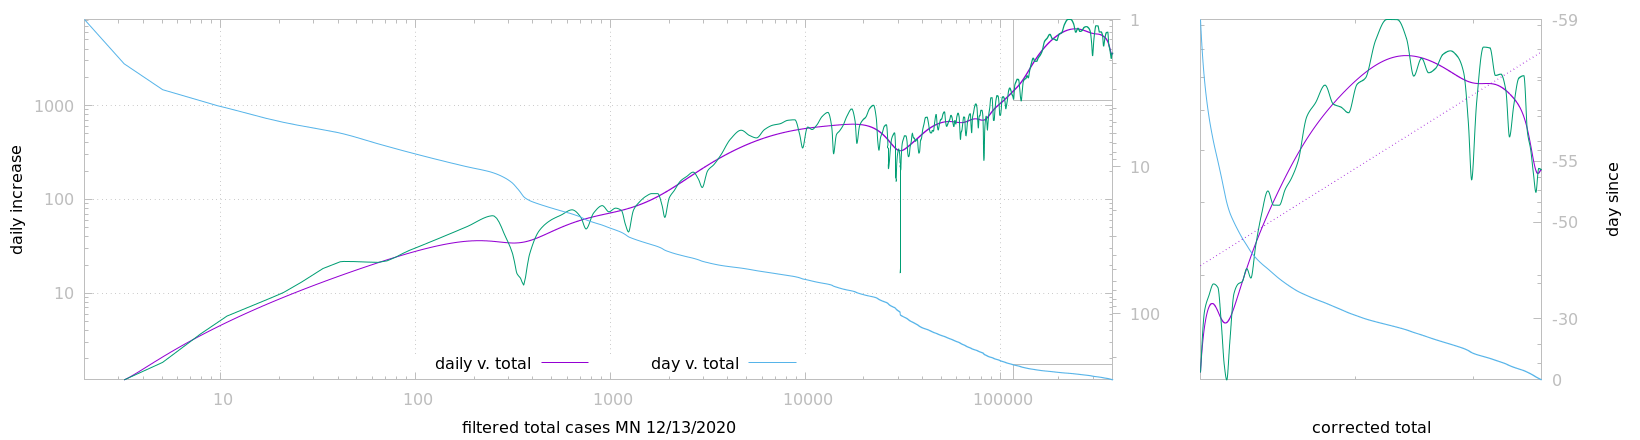 1
-59
1000
daily increase
10
-55
100
-50
day since
10
100
-30
daily v. total
day v. total
0
10
100
1000
10000
100000
filtered total cases MN 12/13/2020
corrected total